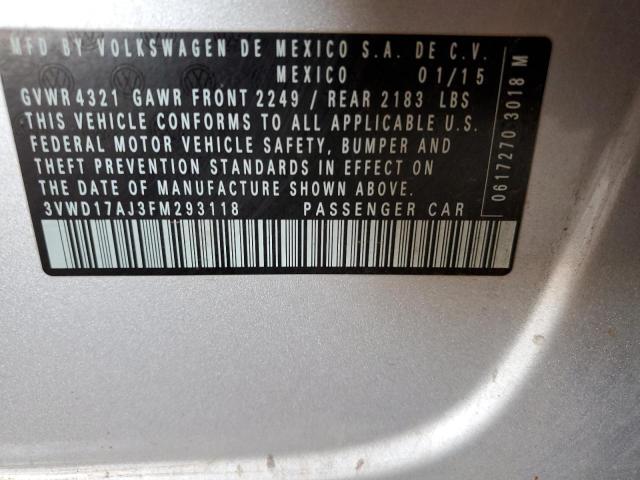 MFD BY VOLKSWAGEN DE MEXICO S.A. DE C.V.
MEXICO 01/15
GVWR 4321 GAWR FRONT 2249 / REAR 2183 LBS
THIS VEHICLE CONFORMS TO ALL APPLICABLE U.S.
FEDERAL MOTOR VEHICLE SAFETY, BUMPER AND
THEFT PREVENTION STANDARDS IN EFFECT ON
THE DATE OF MANUFACTURE SHOWN ABOVE.
3VWD17AJ3FM293118 PASSENGER CAR
0617270 3018 M